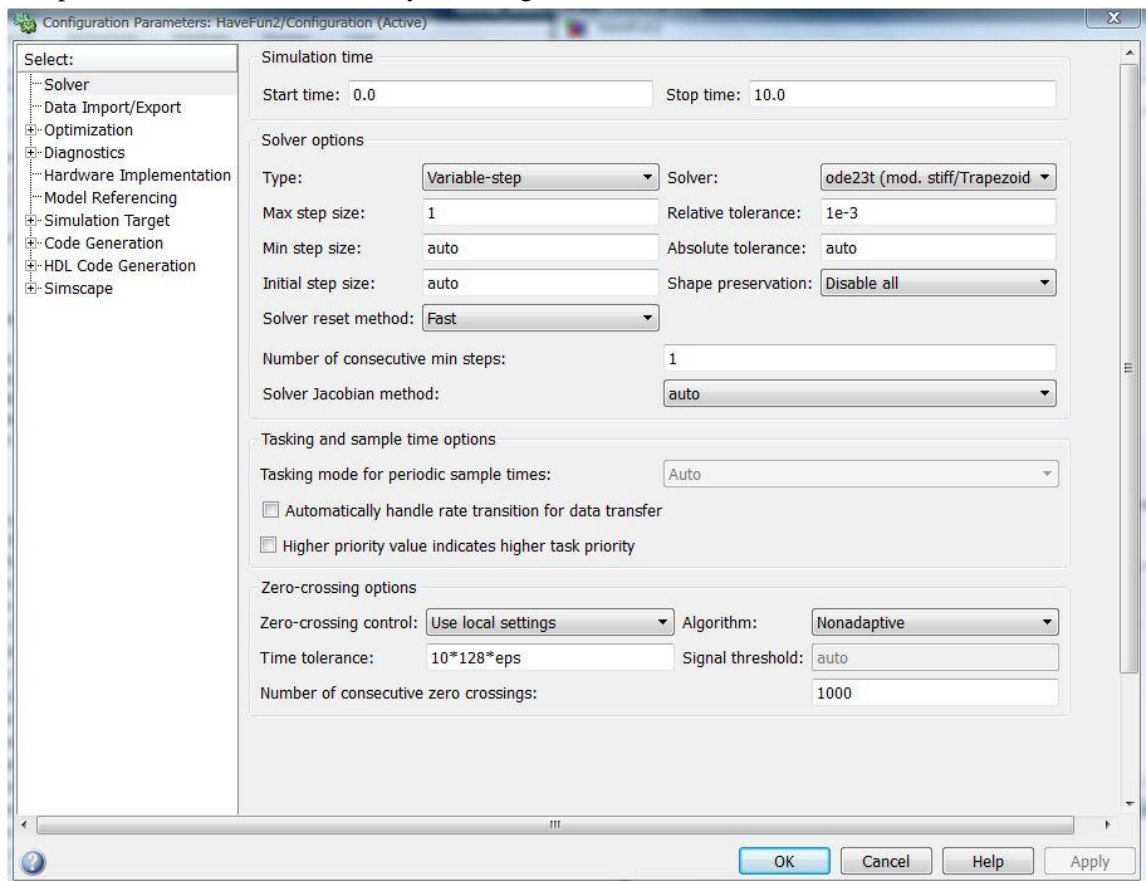 Configuration Parameters: HaveFun2/Configuration (Active)
Select:
Solver
Data Import/Export
Optimization
Diagnostics
Hardware Implementation
Model Referencing
Simulation Target
Code Generation
HDL Code Generation
Simscape
Simulation time
Start time: 0.0 Stop time: 10.0
Solver options
Type: Variable-step Solver: ode23t (mod. stiff/Trapezoid
Max step size: 1 Relative tolerance: 1e-3
Min step size: auto Absolute tolerance: auto
Initial step size: auto Shape preservation: Disable all
Solver reset method: Fast
Number of consecutive min steps: 1
Solver Jacobian method: auto
Tasking and sample time options
Tasking mode for periodic sample times: Auto
Automatically handle rate transition for data transfer
Higher priority value indicates higher task priority
Zero-crossing options
Zero-crossing control: Use local settings Algorithm: Nonadaptive
Time tolerance: 10*128*eps Signal threshold: auto
Number of consecutive zero crossings: 1000
OK Cancel Help Apply